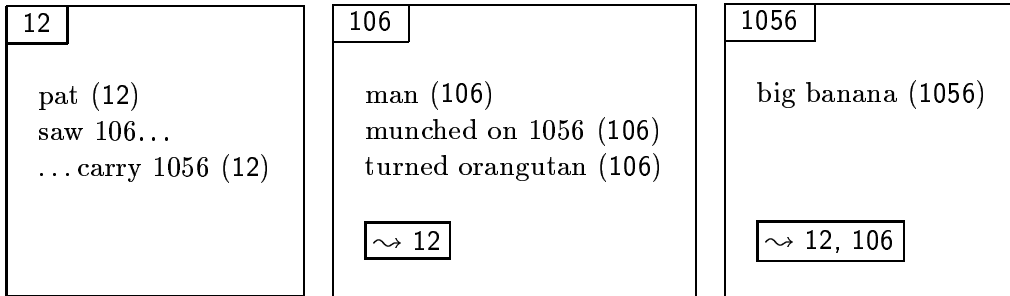 12
pat (12)
saw 106...
...carry 1056 (12)
106
man (106)
munched on 1056 (106)
turned orangutan (106)
⤳ 12
1056
big banana (1056)
⤳ 12, 106